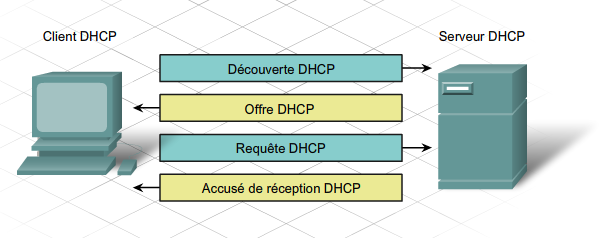 Client DHCP
Serveur DHCP
Découverte DHCP
Offre DHCP
Requête DHCP
Accusé de réception DHCP